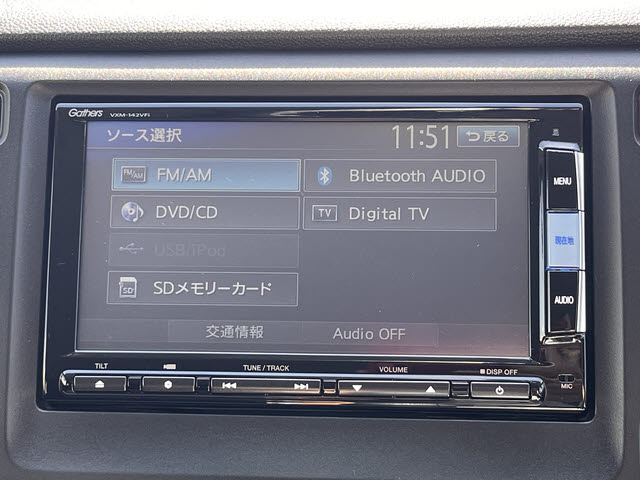 Gathers VXM-142VFi
ソース選択 11:51 戻る
FM/AM FM/AM Bluetooth AUDIO
DVD/CD TV Digital TV
USB/iPod
SD SDメモリーカード
交通情報 Audio OFF
MENU
現在地
AUDIO
TILT TUNE / TRACK VOLUME DISP OFF
MIC